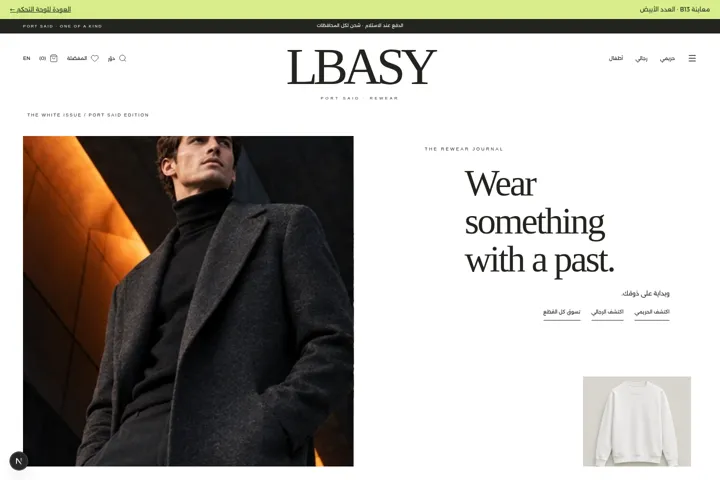 معاينة B13 · العدد الأبيض
العودة للوحة التحكم ←
الدفع عند الاستلام · شحن لكل المحافظات
PORT SAID · ONE OF A KIND
حريمي
رجالي
أطفال
LBASY
PORT SAID · REWEAR
دوّر
المفضلة
(0)
EN
THE WHITE ISSUE / PORT SAID EDITION
THE REWEAR JOURNAL
Wear
something
with a past.
وبداية على ذوقك.
اكتشف الحريمي
اكتشف الرجالي
تسوق كل القطع
N